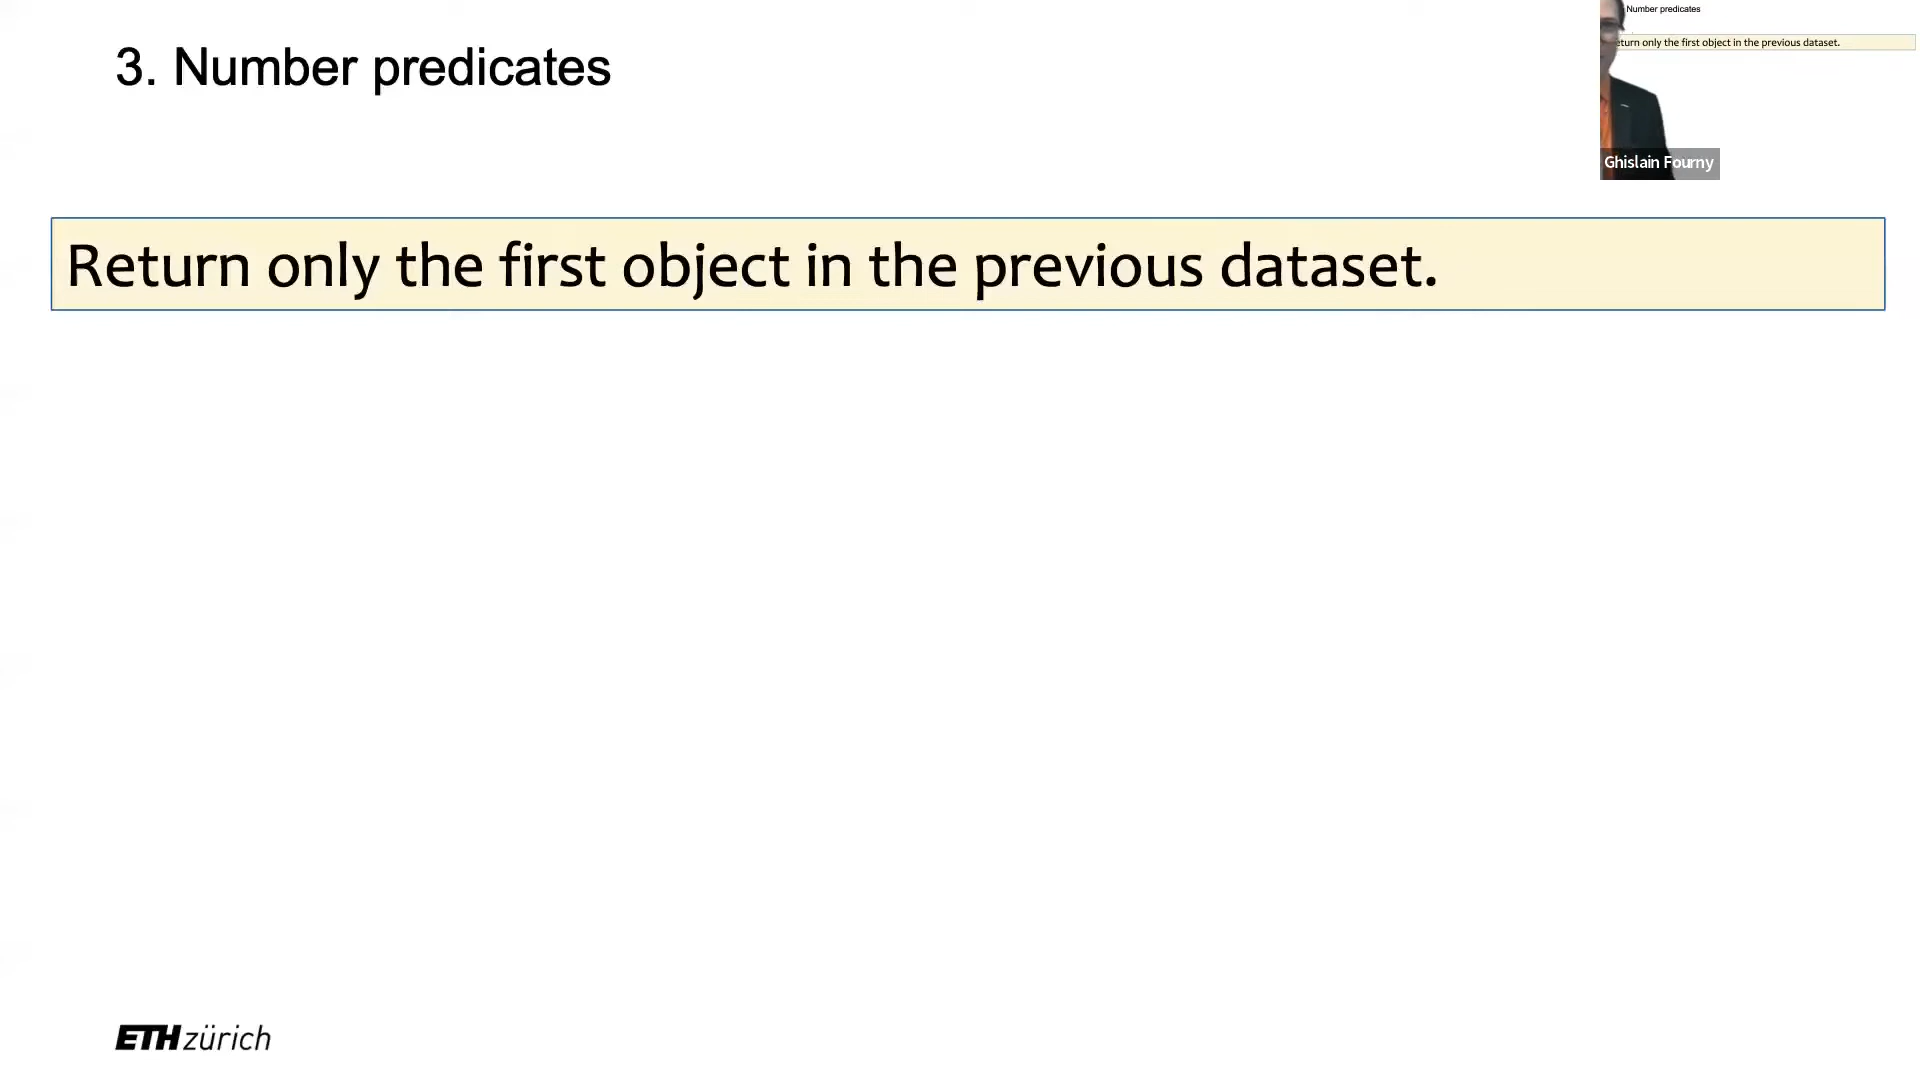 3. Number predicates
Number predicates
eturn only the first object in the previous dataset.
Ghislain Fourny
Return only the first object in the previous dataset.
ETH zürich